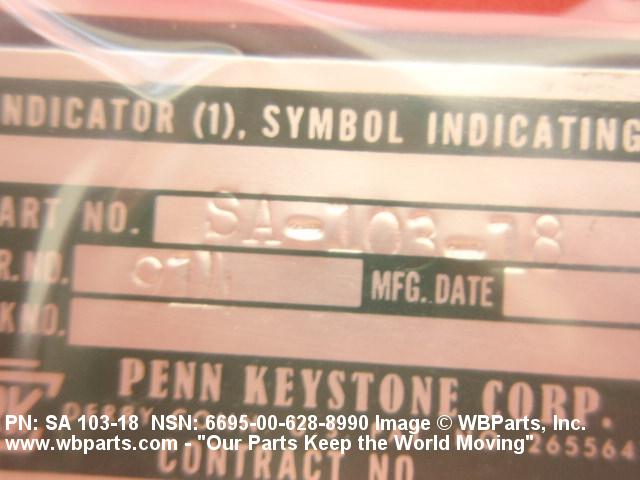 NDICATOR (1), SYMBOL INDICATING
ART NO. SA-103-18
R. NO. MFG. DATE
K NO.
PENN KEYSTONE CORP.
265564
CONTRACT NO
PN: SA 103-18 NSN: 6695-00-628-8990 Image © WBParts, Inc.
www.wbparts.com - "Our Parts Keep the World Moving"